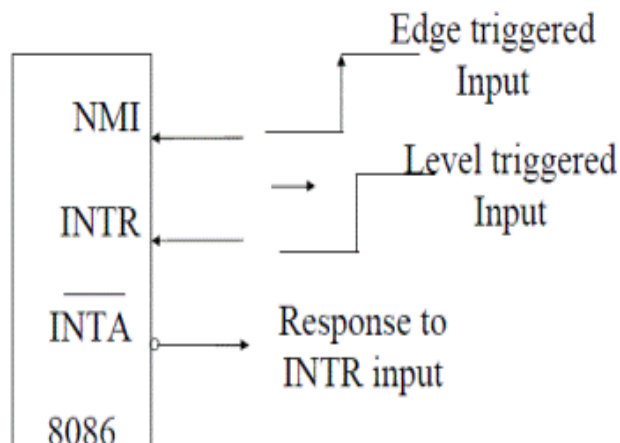 Edge triggered
Input
NMI
Level triggered
Input
INTR
INTA
Response to
INTR input
8086